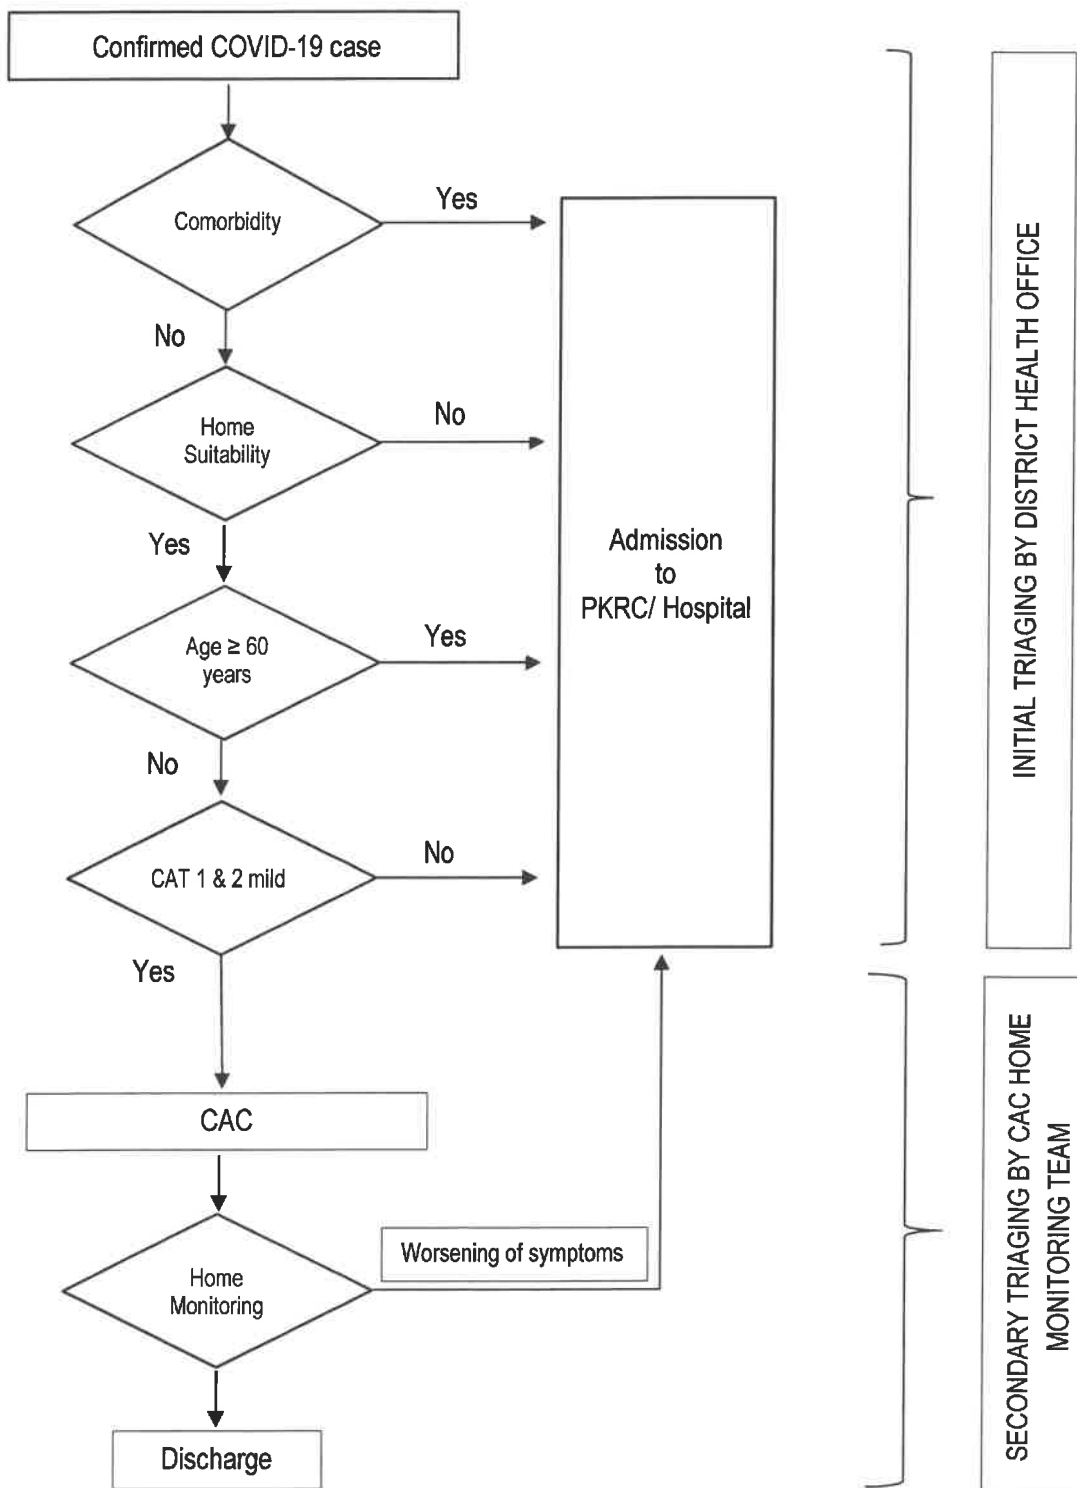 Confirmed COVID-19 case
Comorbidity
Yes
No
Home
Suitability
No
Yes
Age ≥ 60
years
Yes
No
CAT 1 & 2 mild
No
Yes
Admission
to
PKRC/ Hospital
CAC
Home
Monitoring
Worsening of symptoms
Discharge
INITIAL TRIAGING BY DISTRICT HEALTH OFFICE
SECONDARY TRIAGING BY CAC HOME
MONITORING TEAM